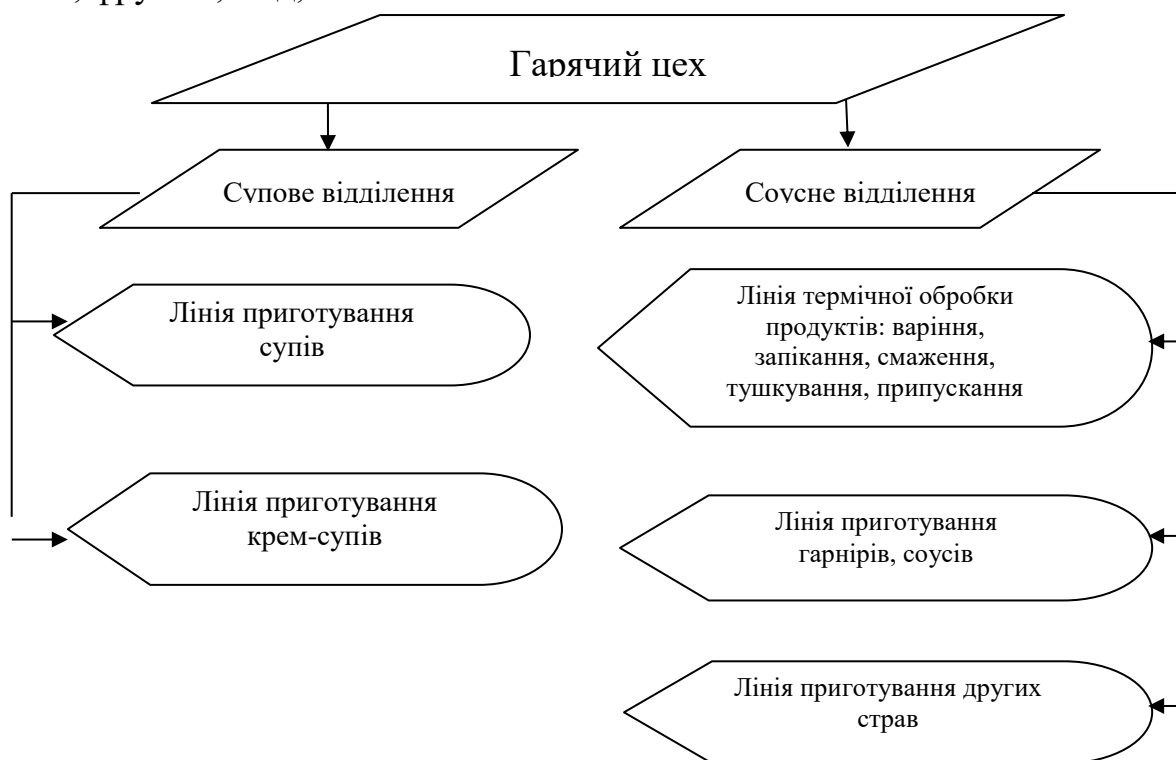 Гарячий цех
Супове відділення
Соусне відділення
Лінія приготування
супів
Лінія термічної обробки
продуктів: варіння,
запікання, смаження,
тушкування, припускання
Лінія приготування
крем-супів
Лінія приготування
гарнірів, соусів
Лінія приготування других
страв